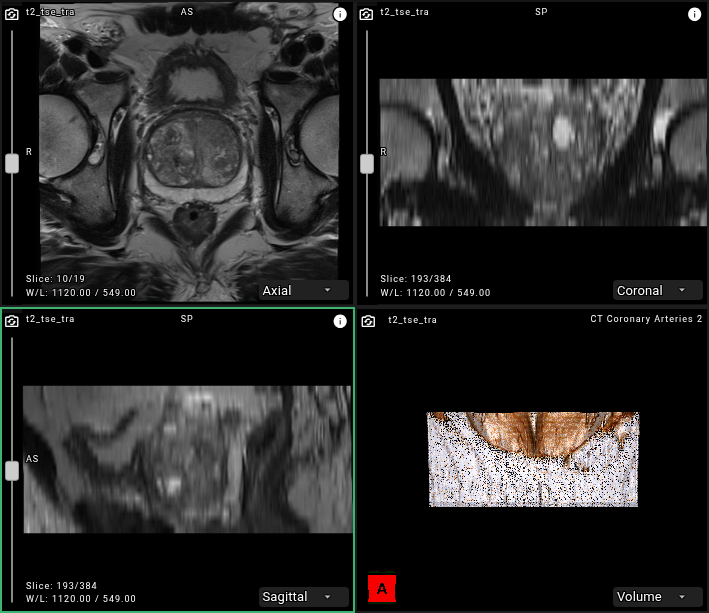 t2_tse_tra
AS
R
Slice: 10/19
W/L: 1120.00 / 549.00
Axial
t2_tse_tra
SP
R
Slice: 193/384
W/L: 1120.00 / 549.00
Coronal
t2_tse_tra
SP
AS
Slice: 193/384
W/L: 1120.00 / 549.00
Sagittal
t2_tse_tra
CT Coronary Arteries 2
A
Volume